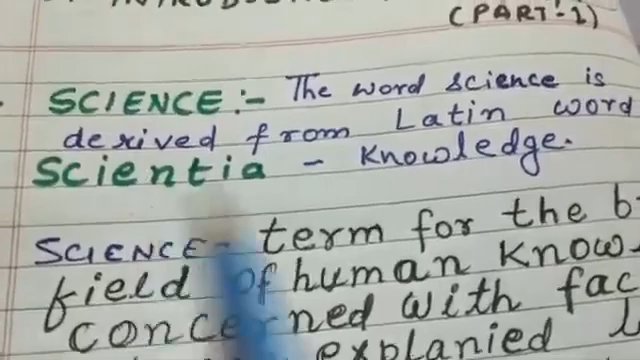 (PART-1)
SCIENCE:- The word science is
derived from Latin word
Scientia - Knowledge.
SCIENCE- term for the
field of human know-
concerned with fac
explanied